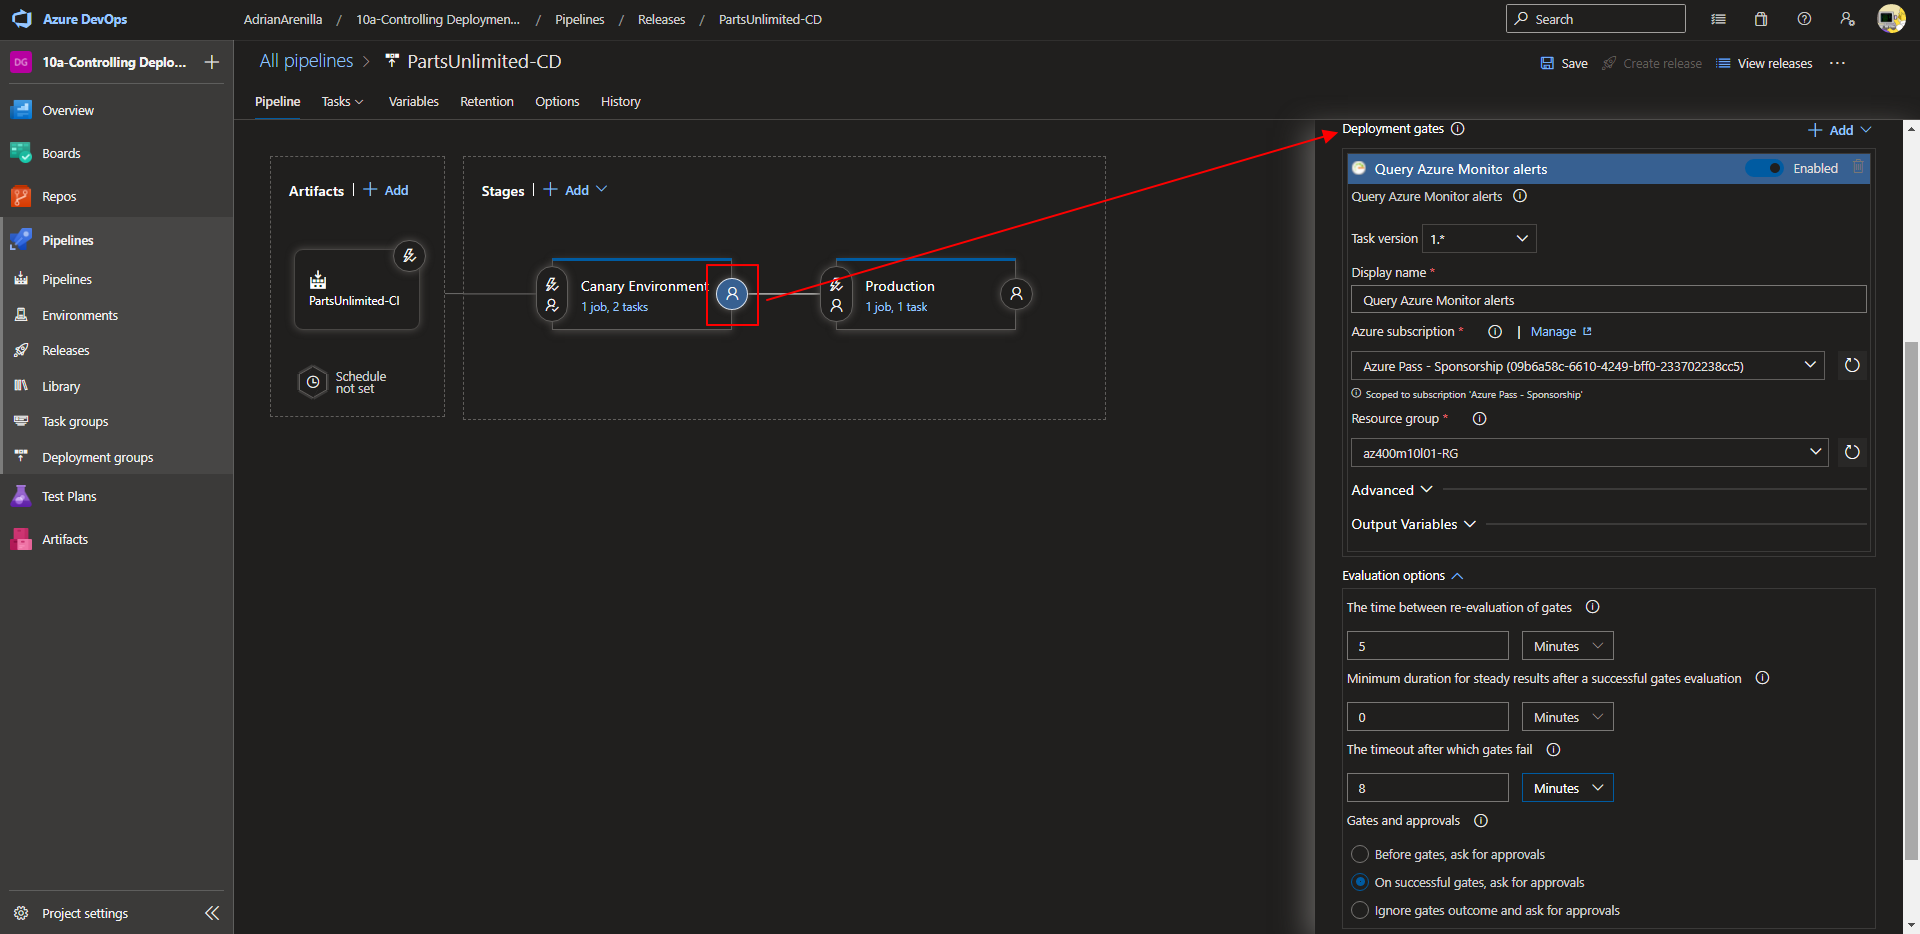 Azure DevOps
AdrianArenilla / 10a-Controlling Deploymen... / Pipelines / Releases / PartsUnlimited-CD
Search
DG 10a-Controlling Deplo...
All pipelines > PartsUnlimited-CD
Save Create release View releases ...
Pipeline Tasks Variables Retention Options History
Overview
Boards
Repos
Pipelines
Pipelines
Environments
Releases
Library
Task groups
Deployment groups
Test Plans
Artifacts
Project settings
Artifacts | + Add
PartsUnlimited-CI
Schedule
not set
Stages | + Add
Canary Environment
1 job, 2 tasks
Production
1 job, 1 task
Deployment gates + Add
Query Azure Monitor alerts Enabled
Query Azure Monitor alerts
Task version 1.*
Display name *
Query Azure Monitor alerts
Azure subscription * | Manage
Azure Pass - Sponsorship (09b6a58c-6610-4249-bff0-233702238cc5)
Scoped to subscription 'Azure Pass - Sponsorship'
Resource group *
az400m10l01-RG
Advanced
Output Variables
Evaluation options
The time between re-evaluation of gates
5 Minutes
Minimum duration for steady results after a successful gates evaluation
0 Minutes
The timeout after which gates fail
8 Minutes
Gates and approvals
Before gates, ask for approvals
On successful gates, ask for approvals
Ignore gates outcome and ask for approvals